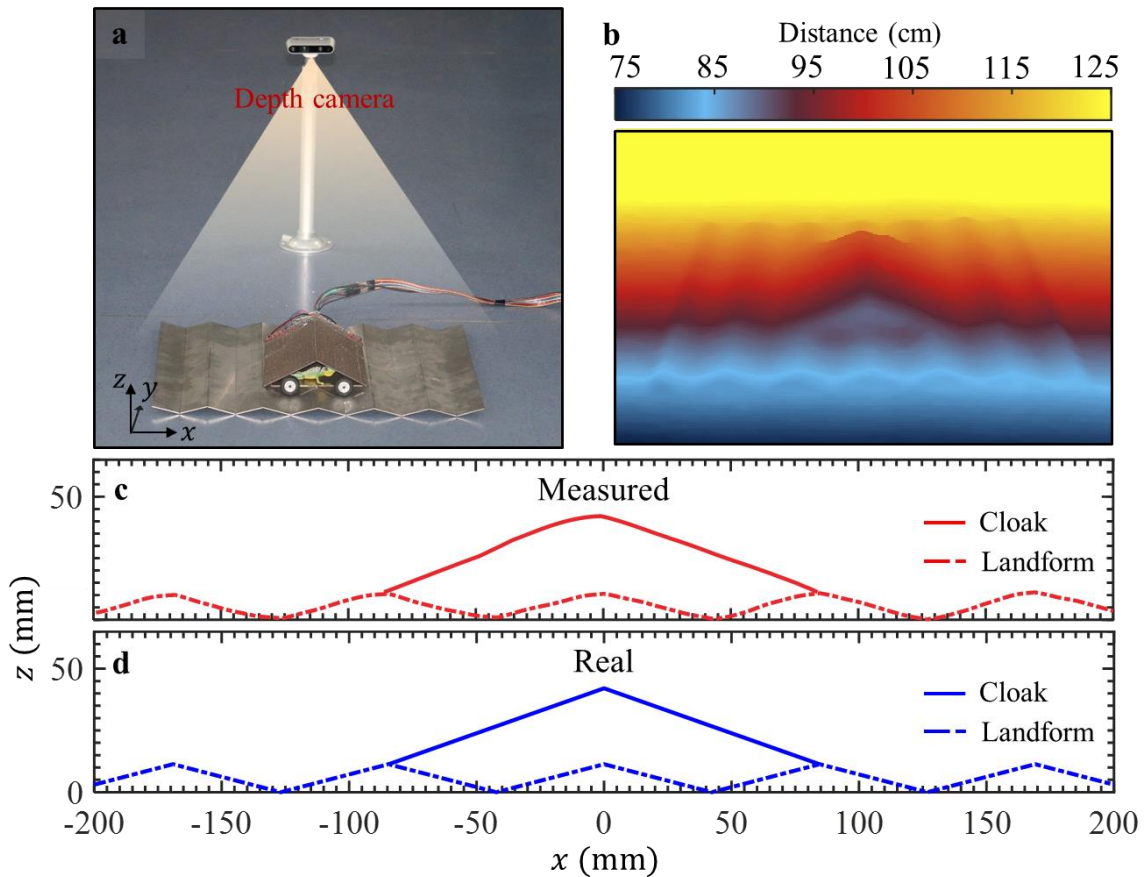 a
Depth camera
z
y
x
b
Distance (cm)
75 85 95 105 115 125
c
Measured
50
Cloak
Landform
z (mm)
d
Real
50
0
Cloak
Landform
-200 -150 -100 -50 0 50 100 150 200
x (mm)